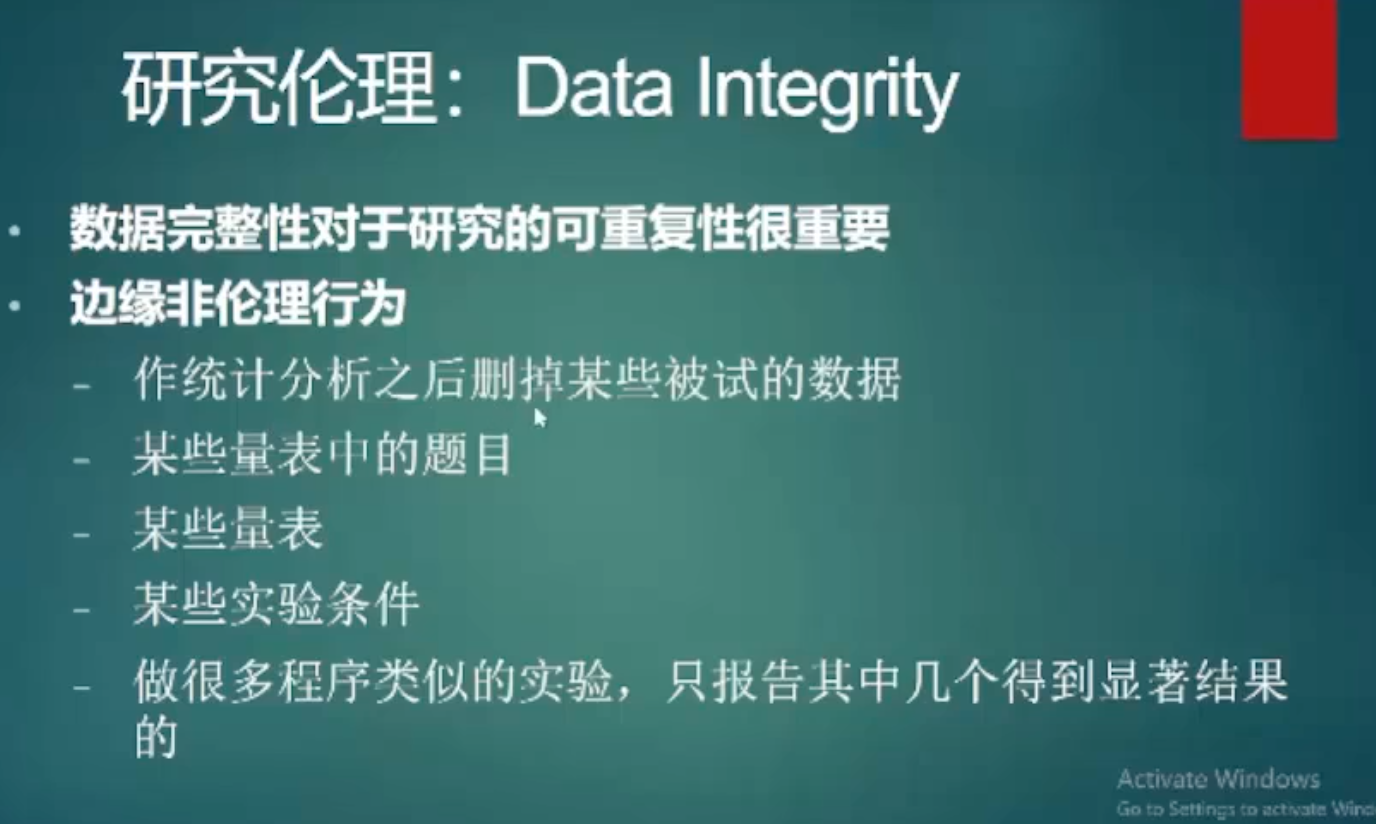 研究伦理：Data Integrity
• 数据完整性对于研究的可重复性很重要
• 边缘非伦理行为
- 作统计分析之后删掉某些被试的数据
- 某些量表中的题目
- 某些量表
- 某些实验条件
- 做很多程序类似的实验，只报告其中几个得到显著结果
的
Activate Windows
Go to Settings to activate Wind